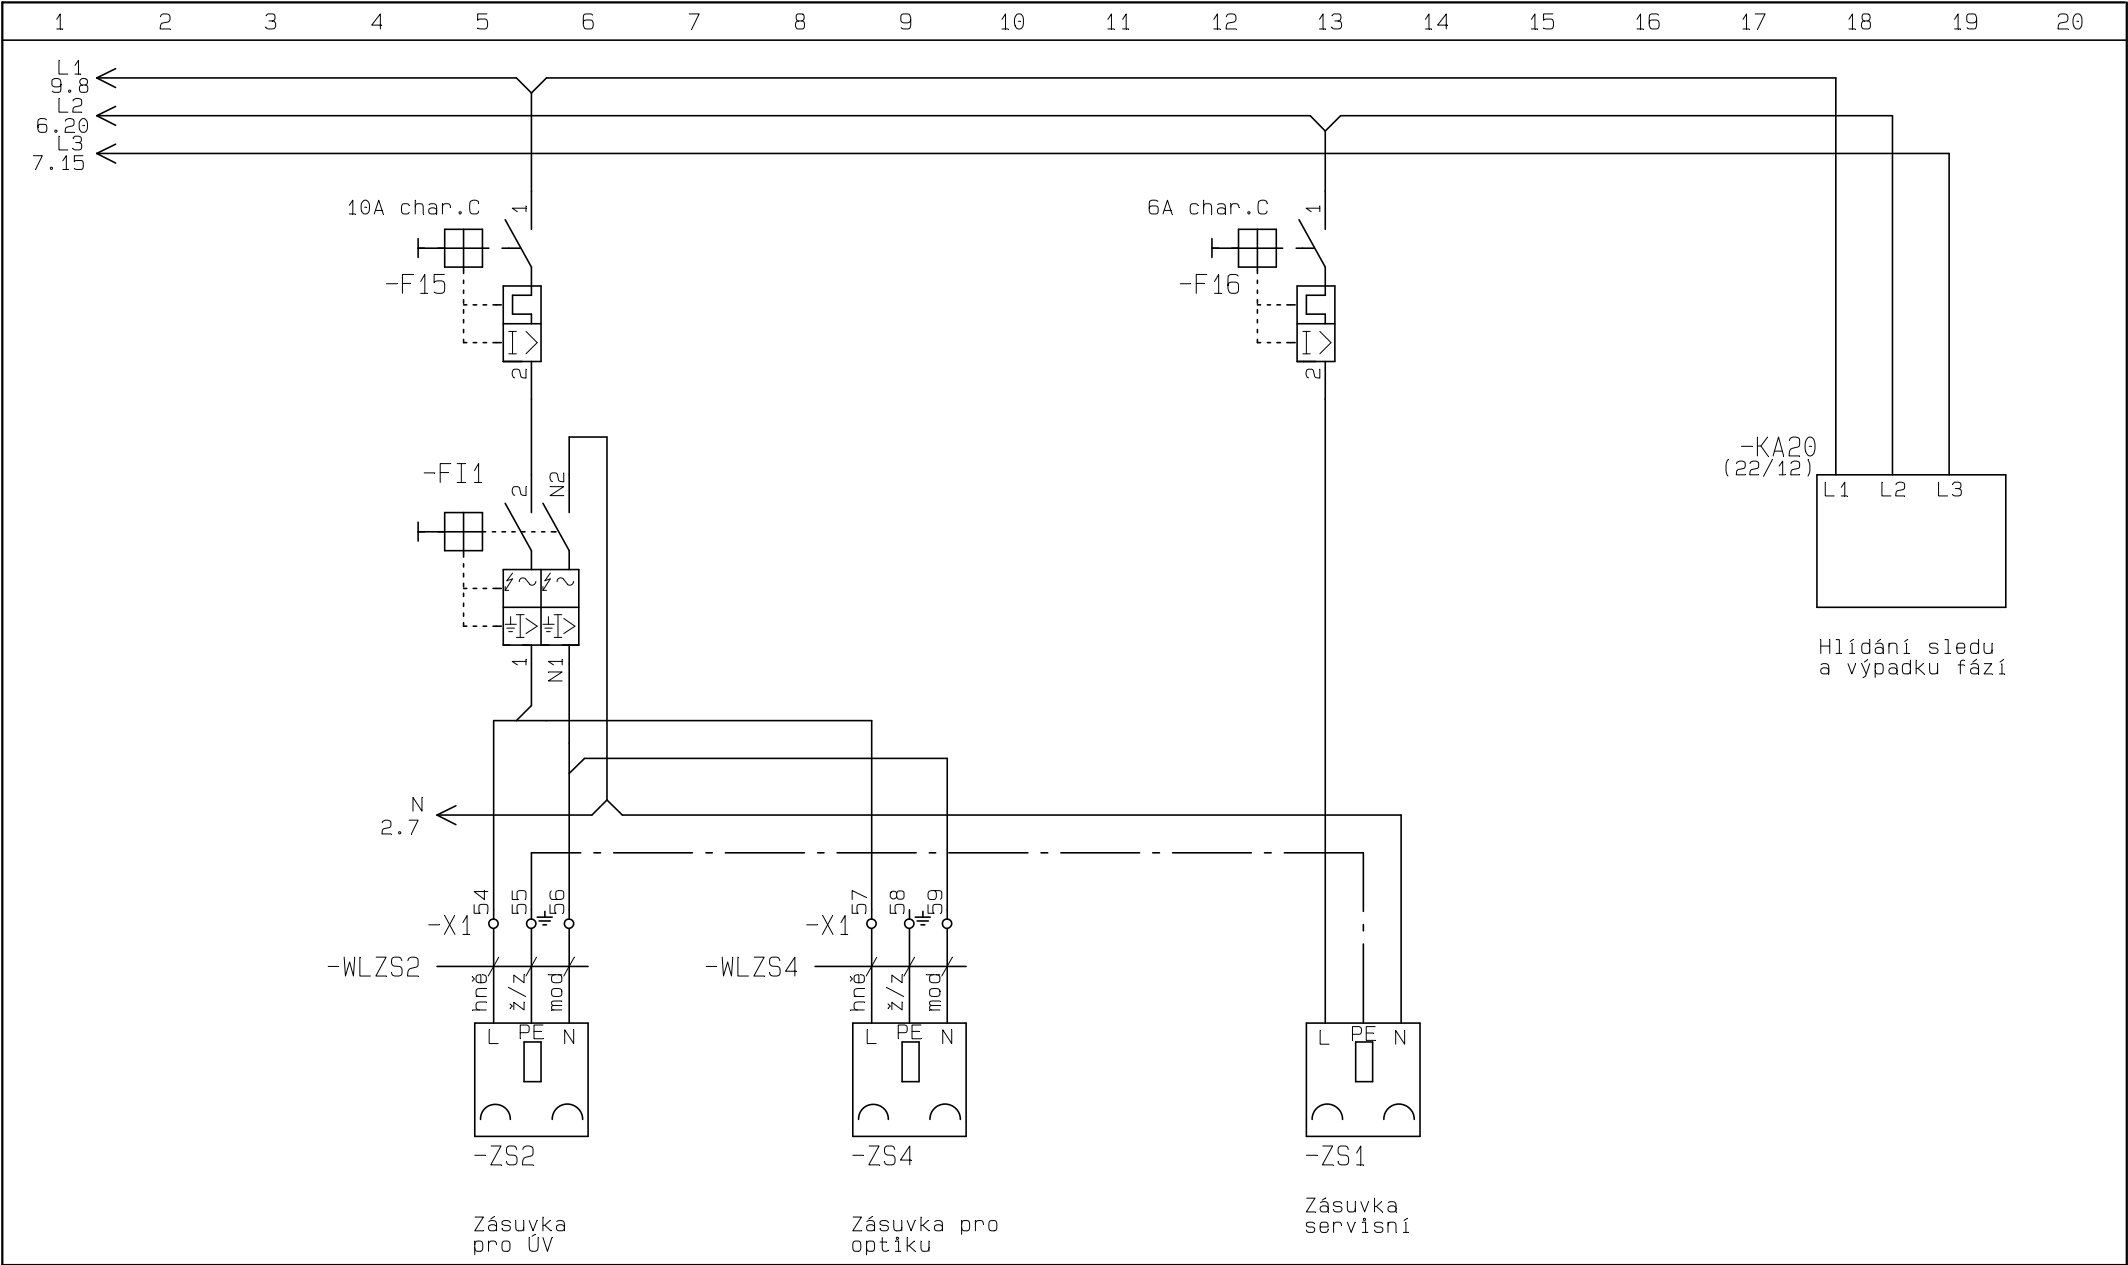 1 2 3 4 5 6 7 8 9 10 11 12 13 14 15 16 17 18 19 20
L1
9.8
L2
6.20
L3
7.15
10A char.C
1
-F15
I>
2
6A char.C
1
-F16
I>
2
-KA20
(22/12)
L1 L2 L3
Hlídání sledu
a výpadku fází
-FI1
2
N2
I> I>
1
N1
N
2.7
-X1
54
55
56
-WLZS2
hně
ž/z
mod
L PE N
-ZS2
Zásuvka
pro ÚV
-X1
57
58
59
-WLZS4
hně
ž/z
mod
L PE N
-ZS4
Zásuvka pro
optiku
L PE N
-ZS1
Zásuvka
servisní